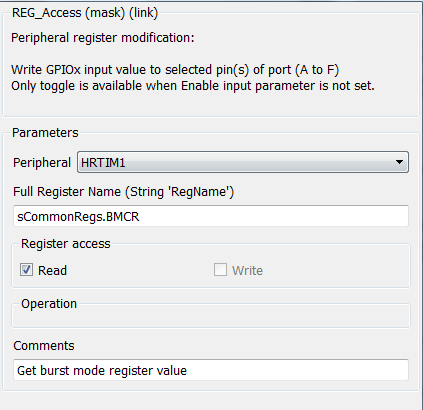 REG_Access (mask) (link)
Peripheral register modification:
Write GPIOx input value to selected pin(s) of port (A to F)
Only toggle is available when Enable input parameter is not set.
Parameters
Peripheral HRTIM1
Full Register Name (String 'RegName')
sCommonRegs.BMCR
Register access
Read Write
Operation
Comments
Get burst mode register value